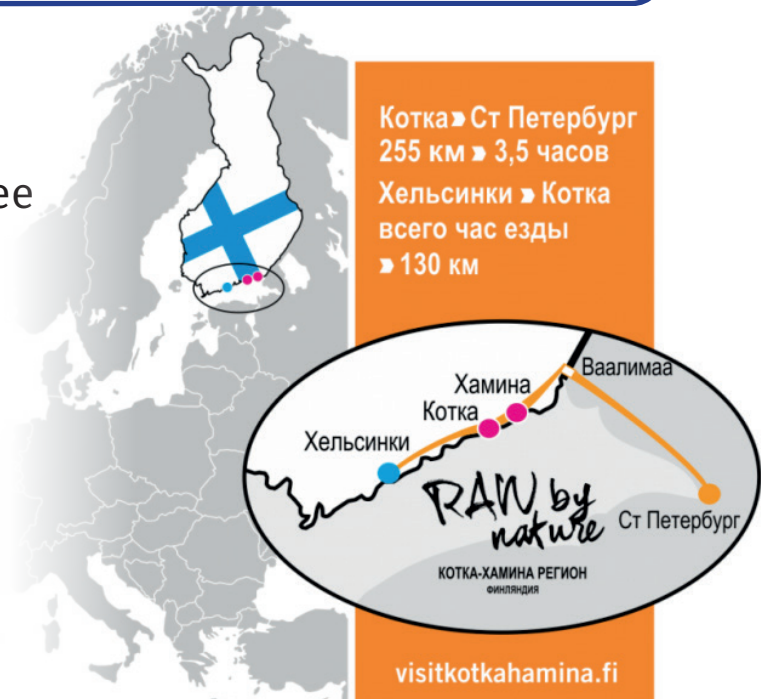 ее
Котка » Ст Петербург
255 км » 3,5 часов
Хельсинки » Котка
всего час езды
» 130 км
Ваалимаа
Хамина
Котка
Хельсинки
RAW by
nature
Ст Петербург
КОТКА-ХАМИНА РЕГИОН
ФИНЛЯНДИЯ
visitkotkahamina.fi